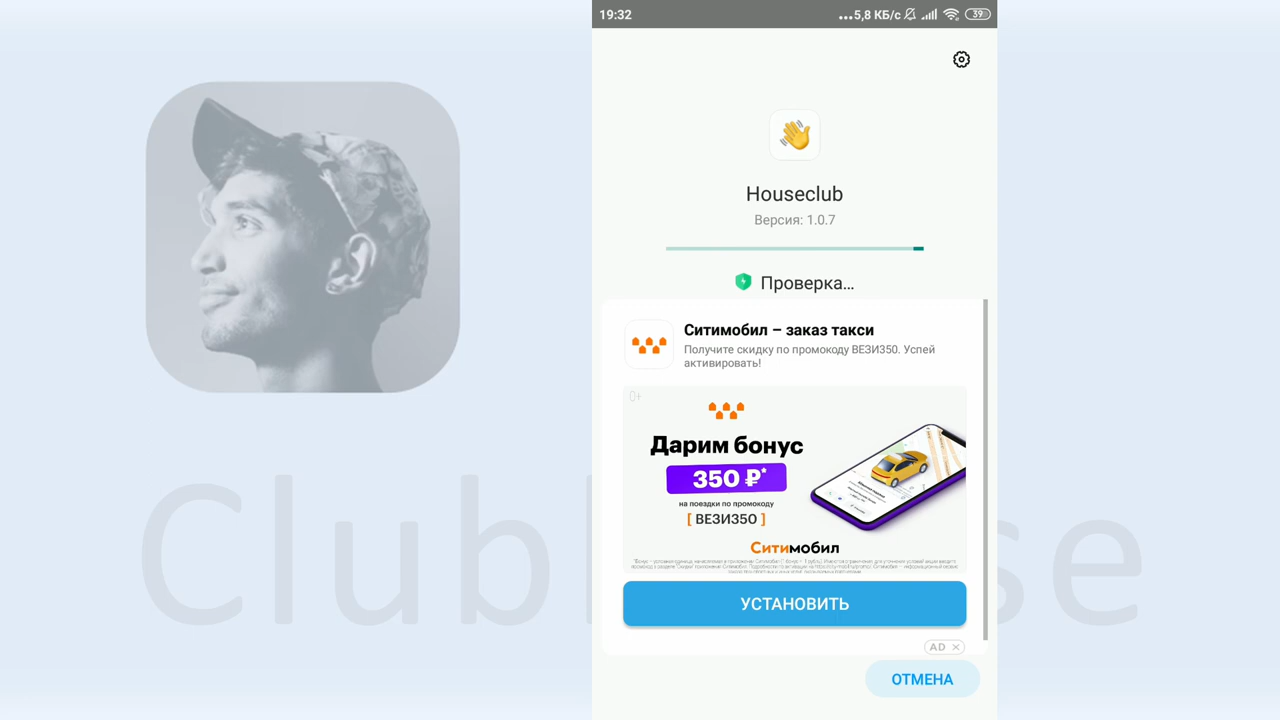 19:32
...5,8 КБ/с
39
Houseclub
Версия: 1.0.7
Проверка...
Ситимобил – заказ такси
Получите скидку по промокоду ВЕЗИ350. Успей
активировать!
0+
Дарим бонус
350 ₽*
на поездки по промокоду
[ ВЕЗИ350 ]
Ситимобил
УСТАНОВИТЬ
AD
ОТМЕНА
Club
se